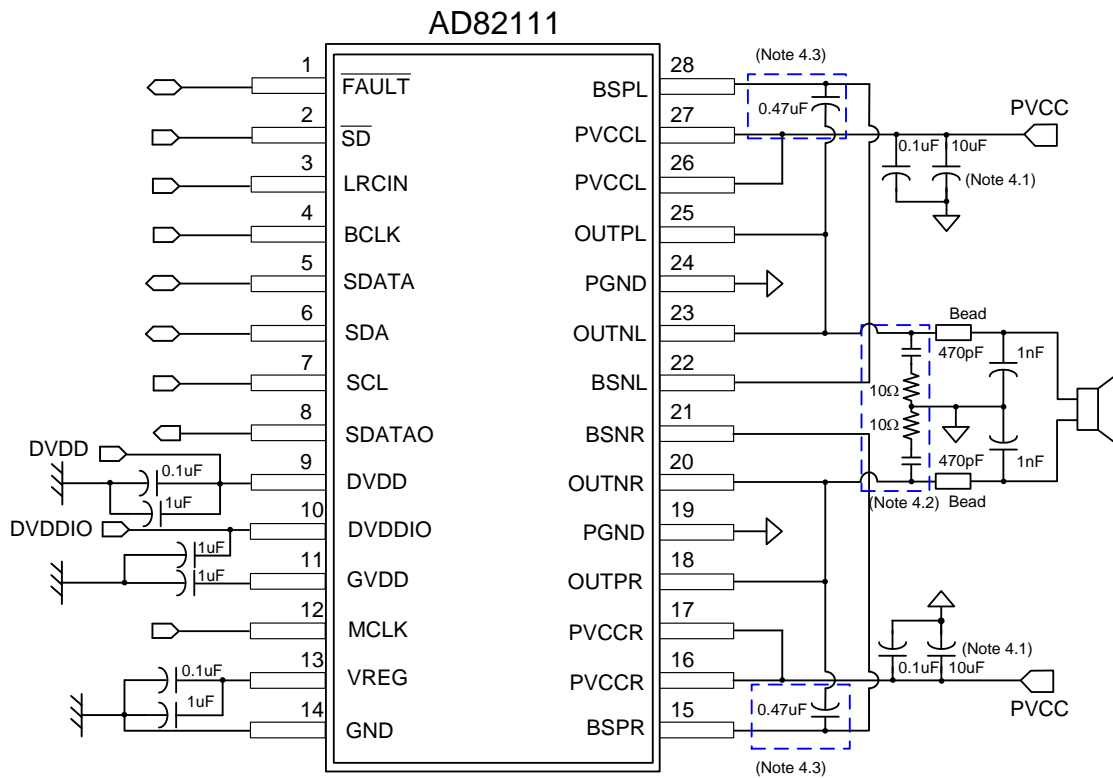 AD82111
1
FAULT
2
SD
3
LRCIN
4
BCLK
5
SDATA
6
SDA
7
SCL
8
SDATAO
DVDD
0.1uF
9
DVDD
1uF
10
DVDDIO
DVDDIO
1uF
11
GVDD
1uF
12
MCLK
13
VREG
0.1uF
1uF
14
GND
28
BSPL
27
PVCCL
26
PVCCL
25
OUTPL
24
PGND
23
OUTNL
22
BSNL
21
BSNR
20
OUTNR
19
PGND
18
OUTPR
17
PVCCR
16
PVCCR
15
BSPR
(Note 4.3)
0.47uF
PVCC
0.1uF
10uF
(Note 4.1)
Bead
470pF
1nF
10Ω
10Ω
470pF
1nF
(Note 4.2)
Bead
(Note 4.1)
0.1uF
10uF
PVCC
0.47uF
(Note 4.3)